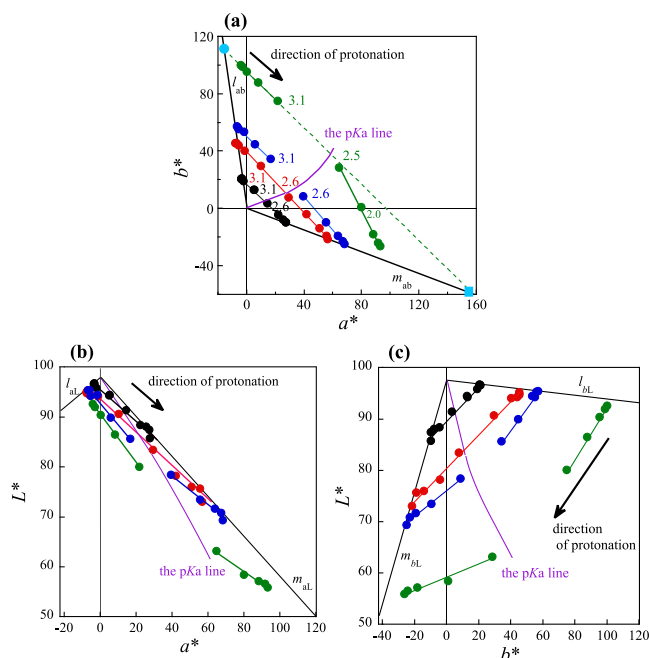 (a)
direction of protonation
l ab
3.1
the pKa line
2.5
3.1
2.6
2.6
3.1
3.1
2.0
2.6
m ab
b*
120
80
40
0
-60
-20 0 40 80 120 160
a*
(b)
l aL
direction of protonation
the pKa line
m aL
L*
100
90
80
70
60
50
-20 0 20 40 60 80 100 120
a*
(c)
l bL
direction
of protonation
m bL
the pKa line
L*
100
90
80
70
60
50
-40 0 40 80 120
b*